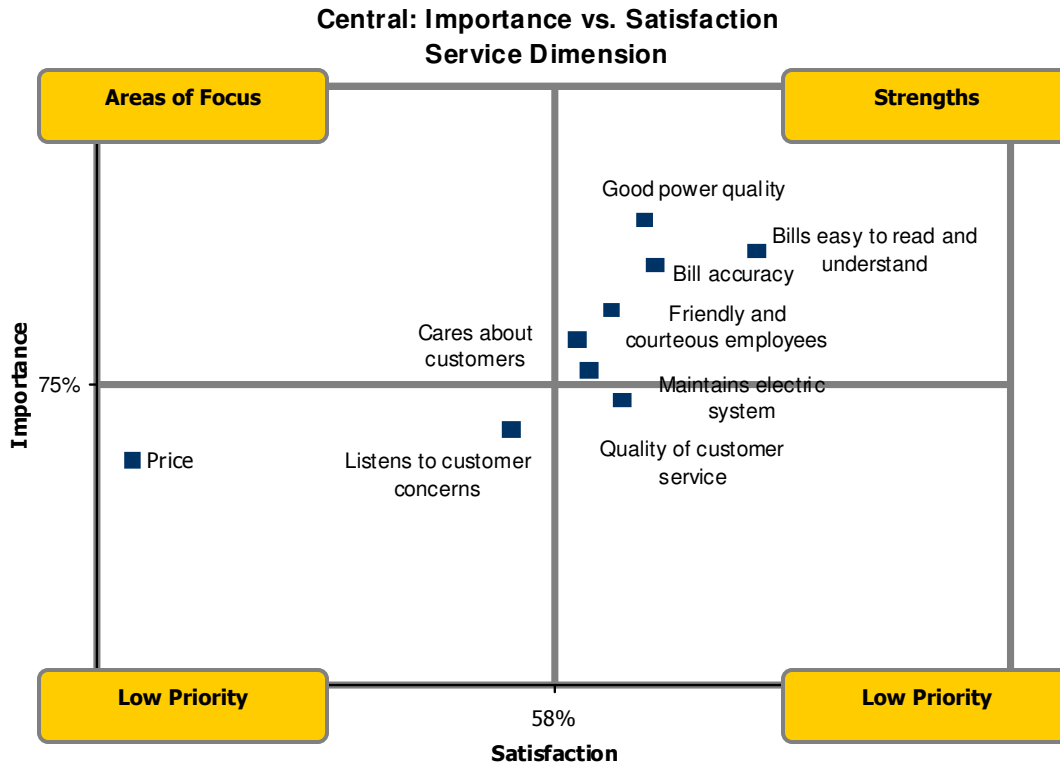 Central: Importance vs. Satisfaction
Service Dimension
Areas of Focus
Strengths
Good power quality
Bills easy to read and
understand
Bill accuracy
Friendly and
courteous employees
Cares about
customers
Importance
75%
Maintains electric
system
Price
Listens to customer
concerns
Quality of customer
service
Low Priority
Low Priority
58%
Satisfaction